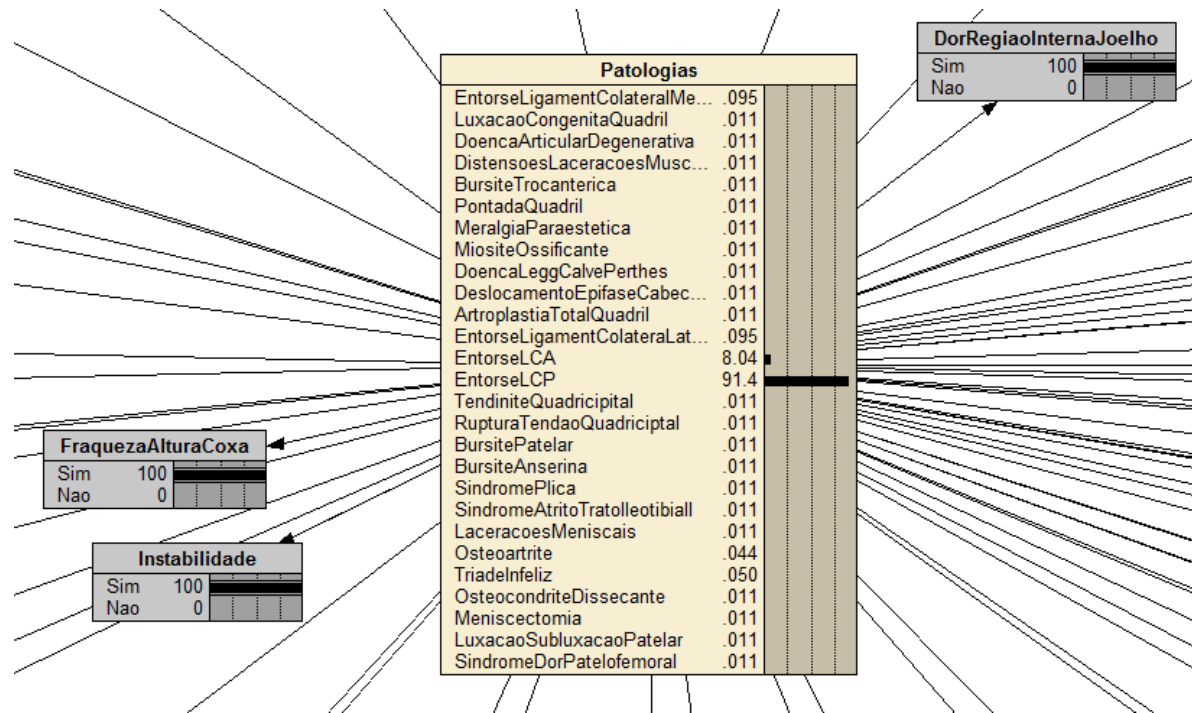 DorRegiaoInternaJoelho
Sim 100
Nao 0
Patologias
EntorseLigamentColateralMe... .095
LuxacaoCongenitaQuadril .011
DoencaArticularDegenerativa .011
DistensoesLaceracoesMusc... .011
BursiteTrocanterica .011
PontadaQuadril .011
MeralgiaParaestetica .011
MiositeOssificante .011
DoencaLeggCalvePerthes .011
DeslocamentoEpifaseCabec... .011
ArtroplastiaTotalQuadril .011
EntorseLigamentColateraLat... .095
EntorseLCA 8.04
EntorseLCP 91.4
TendiniteQuadricipital .011
RupturaTendaoQuadriciptal .011
BursitePatelar .011
BursiteAnserina .011
SindromePlica .011
SindromeAtritoTratolleotibiall .011
LaceracoesMeniscais .011
Osteoartrite .044
TriadeInfeliz .050
OsteocondriteDissecante .011
Meniscectomia .011
LuxacaoSubluxacaoPatelar .011
SindromeDorPatelofemoral .011
FraquezaAlturaCoxa
Sim 100
Nao 0
Instabilidade
Sim 100
Nao 0